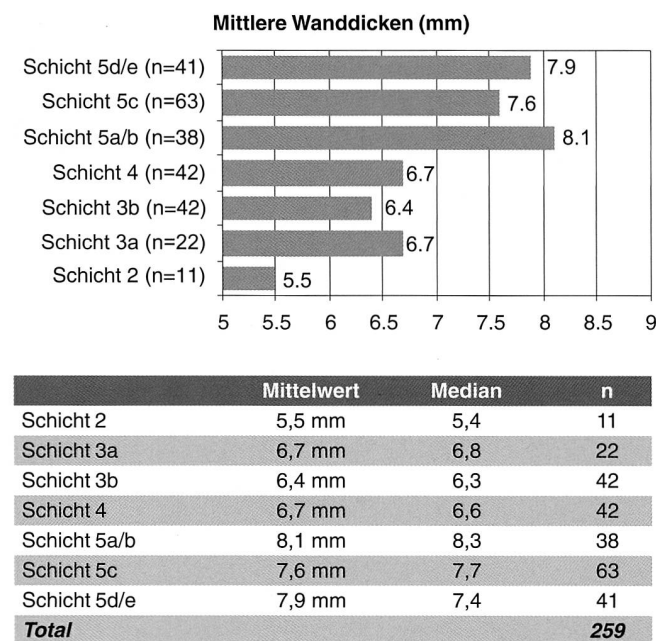 Mittlere Wanddicken (mm)
Schicht 5d/e (n=41) 7.9
Schicht 5c (n=63) 7.6
Schicht 5a/b (n=38) 8.1
Schicht 4 (n=42) 6.7
Schicht 3b (n=42) 6.4
Schicht 3a (n=22) 6.7
Schicht 2 (n=11) 5.5
5 5.5 6 6.5 7 7.5 8 8.5 9
Mittelwert Median n
Schicht 2 5,5 mm 5,4 11
Schicht 3a 6,7 mm 6,8 22
Schicht 3b 6,4 mm 6,3 42
Schicht 4 6,7 mm 6,6 42
Schicht 5a/b 8,1 mm 8,3 38
Schicht 5c 7,6 mm 7,7 63
Schicht 5d/e 7,9 mm 7,4 41
Total 259